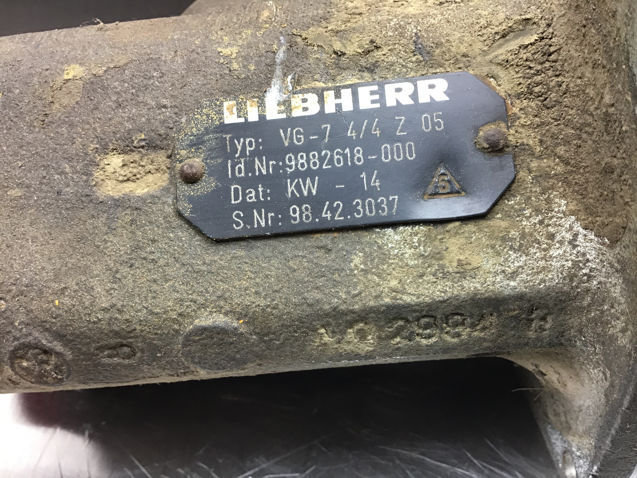 LIEBHERR
Typ: VG-7 4/4 Z 05
Id.Nr:9882618-000
Dat: KW - 14
S.Nr: 98.42.3037